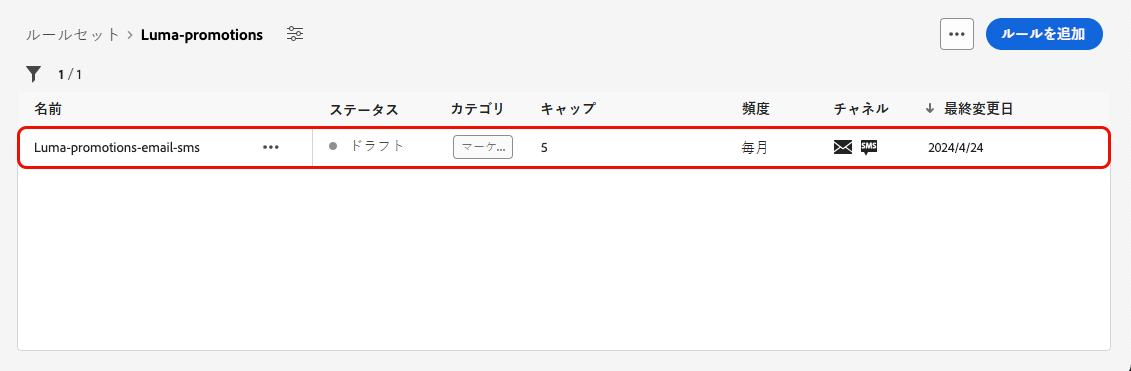 ルールセット > Luma-promotions
ルールを追加
1 / 1
名前 ステータス カテゴリ キャップ 頻度 チャネル ↓ 最終変更日
Luma-promotions-email-sms ••• ドラフト マーケ... 5 毎月 SMS 2024/4/24